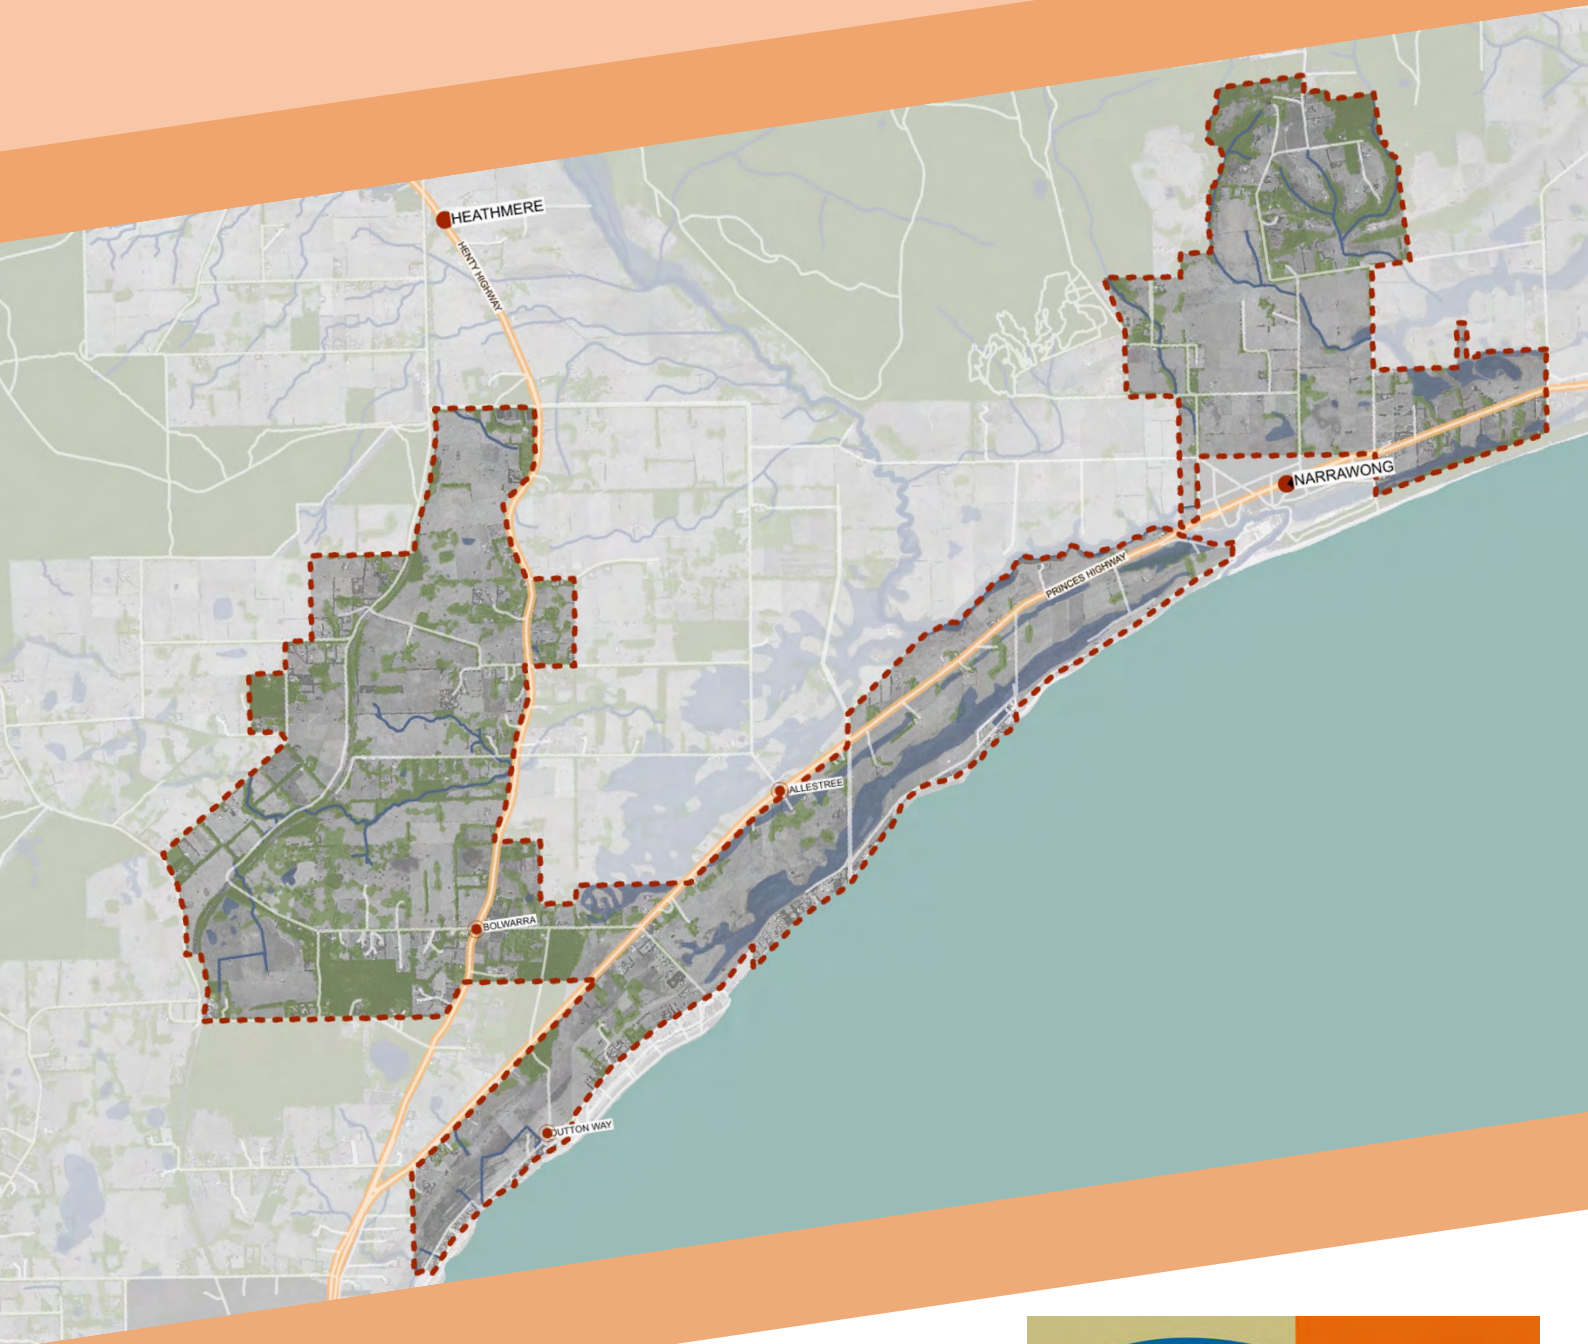 HEATHMERE
HENTY HIGHWAY
NARRAWONG
PRINCES HIGHWAY
ALLESTREE
BOLWARRA
DUTTON WAY